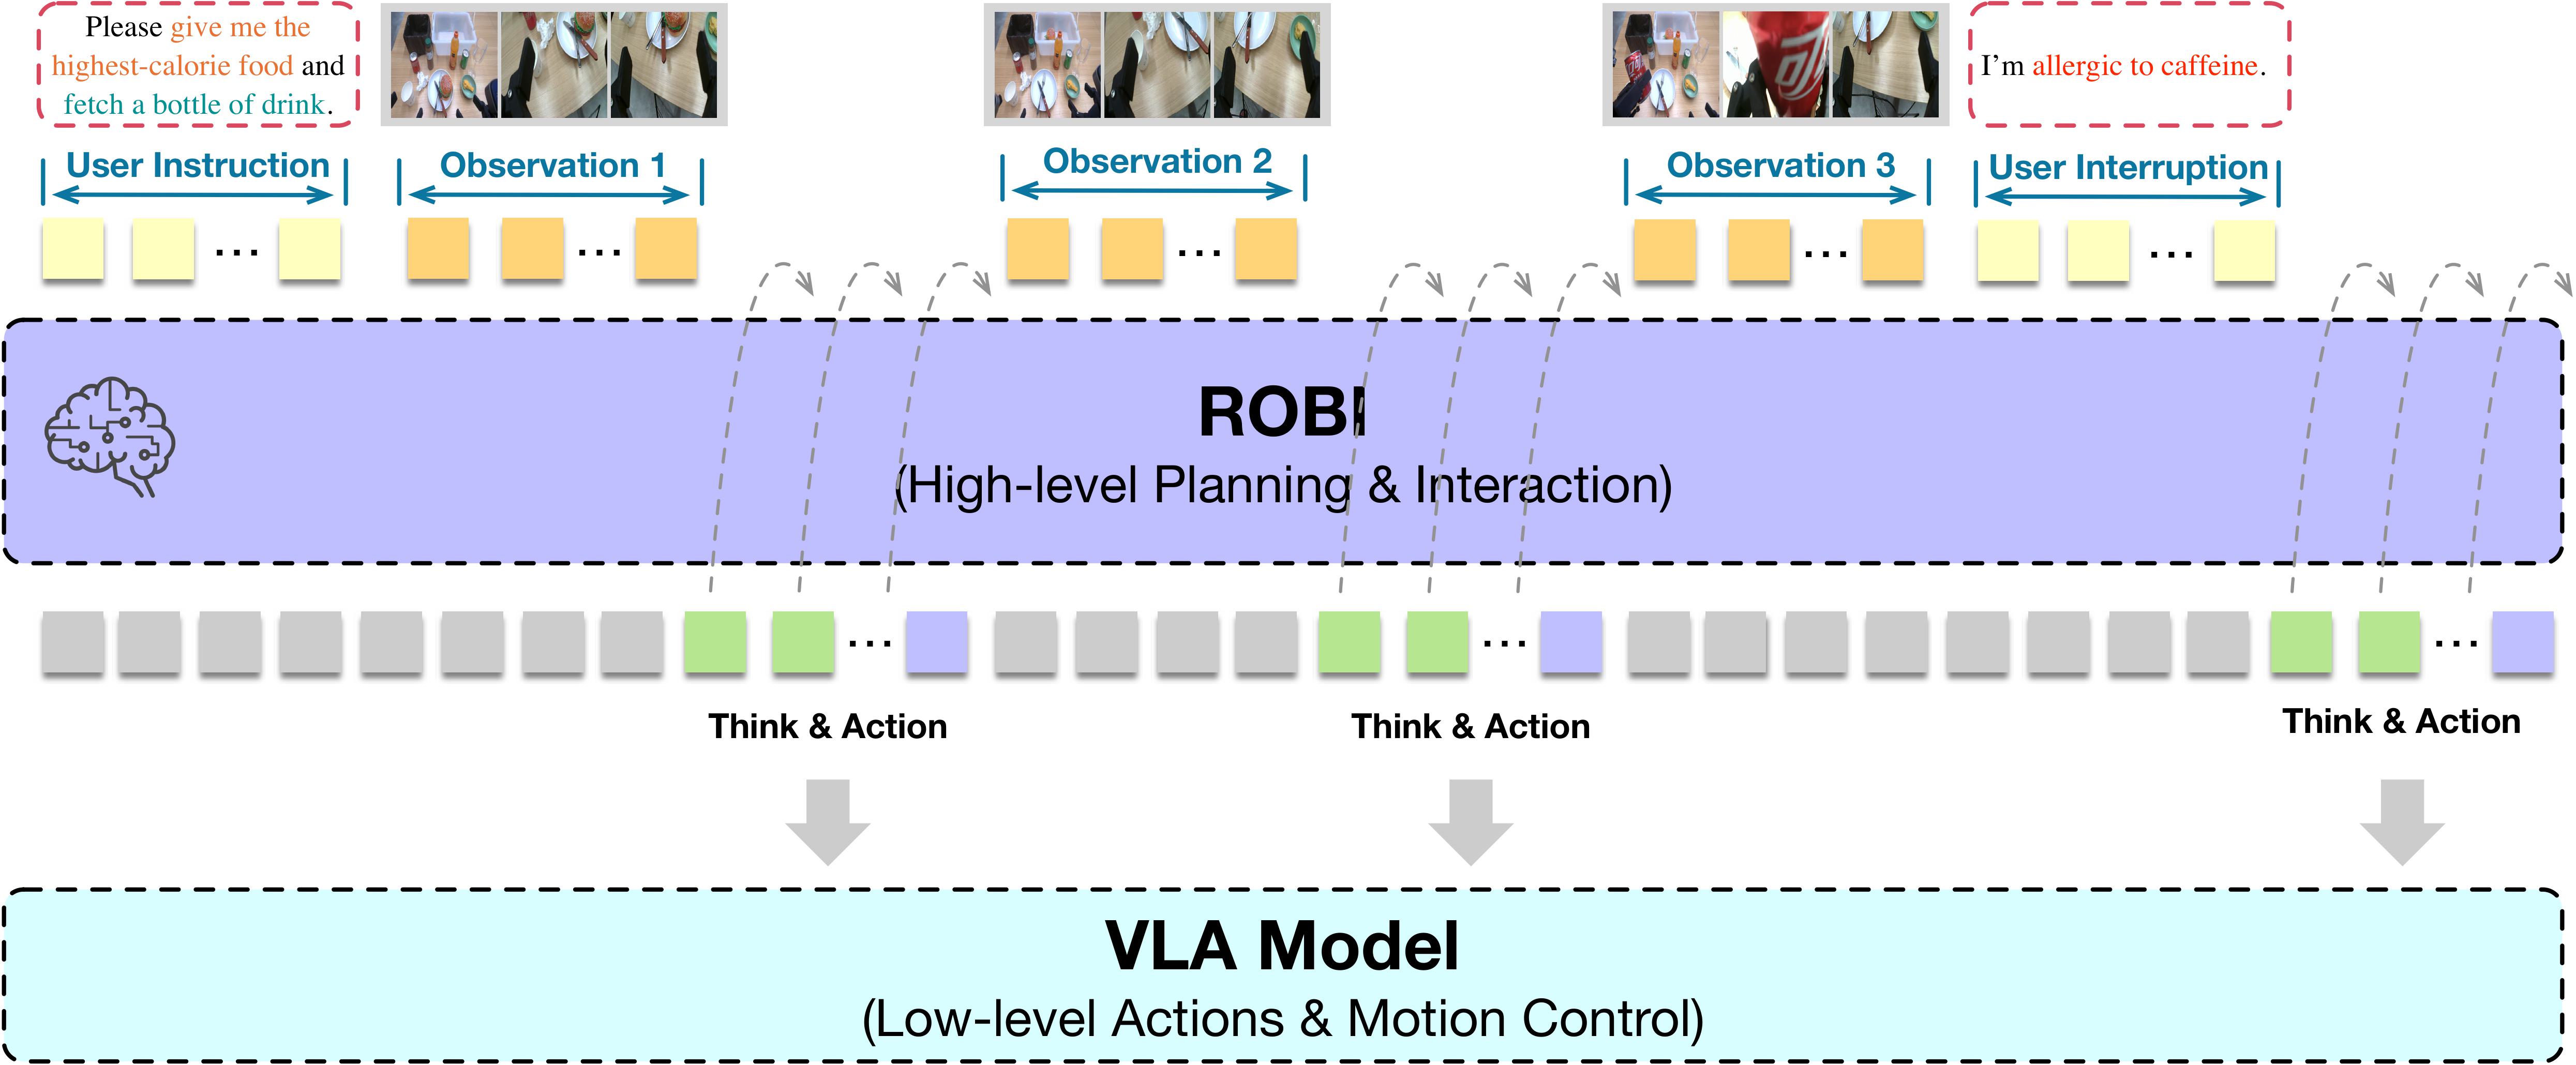 Please give me the
highest-calorie food and
fetch a bottle of drink.
I'm allergic to caffeine.
User Instruction
Observation 1
Observation 2
Observation 3
User Interruption
...
...
...
...
...
ROBI
(High-level Planning & Interaction)
...
...
...
Think & Action
Think & Action
Think & Action
VLA Model
(Low-level Actions & Motion Control)